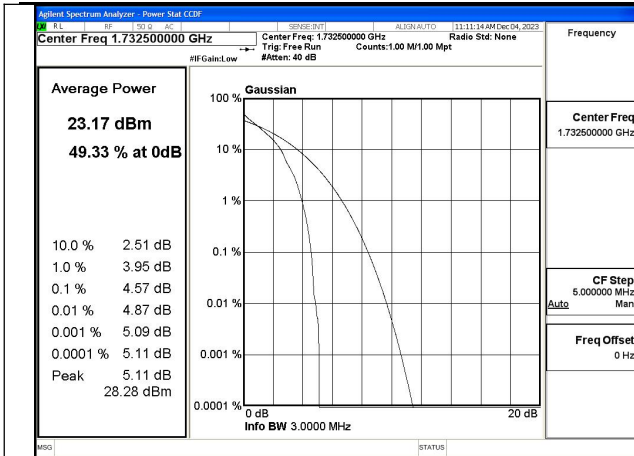 Agilent Spectrum Analyzer - Power Stat CCDF
RL RF 50 Ω AC SENSE:INT ALIGN AUTO 11:11:14 AM Dec 04, 2023
Center Freq 1.732500000 GHz
Center Freq: 1.732500000 GHz Radio Std: None
Trig: Free Run Counts:1.00 M/1.00 Mpt
#IFGain:Low #Atten: 40 dB
Frequency
Average Power
23.17 dBm
49.33 % at 0dB
10.0 % 2.51 dB
1.0 % 3.95 dB
0.1 % 4.57 dB
0.01 % 4.87 dB
0.001 % 5.09 dB
0.0001 % 5.11 dB
Peak 5.11 dB
28.28 dBm
Gaussian
100 %
10 %
1 %
0.1 %
0.01 %
0.001 %
0.0001 %
0 dB 20 dB
Info BW 3.0000 MHz
Center Freq
1.732500000 GHz
CF Step
5.000000 MHz
Auto Man
Freq Offset
0 Hz
MSG STATUS